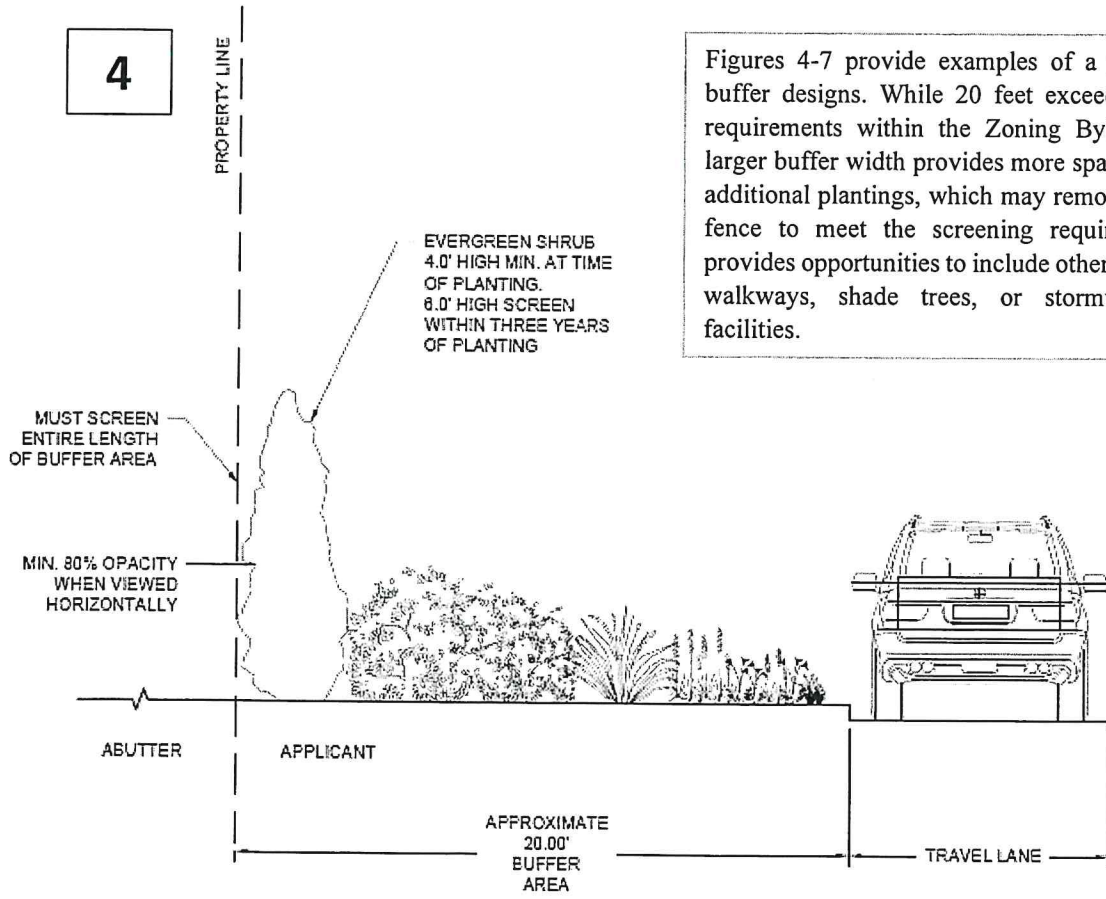 4
PROPERTY LINE
Figures 4-7 provide examples of a
buffer designs. While 20 feet excee
requirements within the Zoning By
larger buffer width provides more spa
additional plantings, which may remo
fence to meet the screening requi
provides opportunities to include other
walkways, shade trees, or storm
facilities.
EVERGREEN SHRUB
4.0' HIGH MIN. AT TIME
OF PLANTING.
6.0' HIGH SCREEN
WITHIN THREE YEARS
OF PLANTING
MUST SCREEN
ENTIRE LENGTH
OF BUFFER AREA
MIN. 80% OPACITY
WHEN VIEWED
HORIZONTALLY
ABUTTER
APPLICANT
APPROXIMATE
20.00'
BUFFER
AREA
TRAVEL LANE